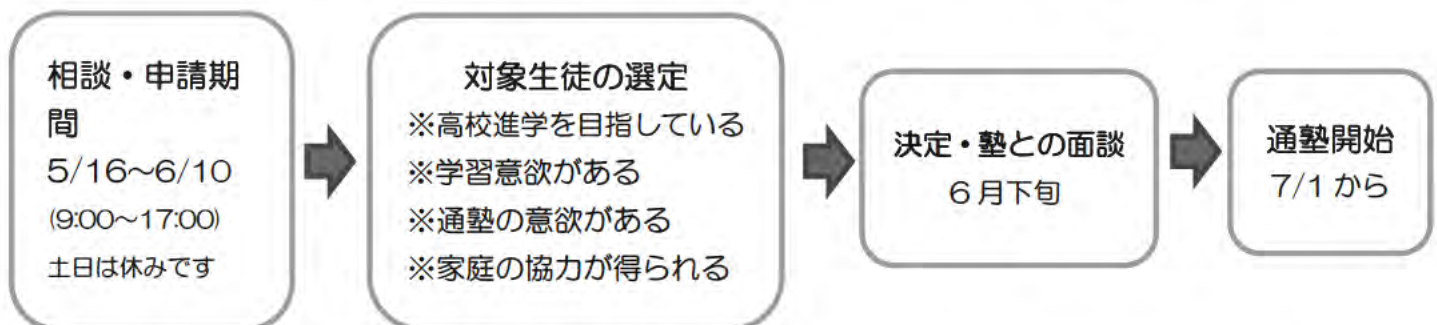 相談・申請期
間
5/16～6/10
(9:00～17:00)
土日は休みです
対象生徒の選定
※高校進学を目指している
※学習意欲がある
※通塾の意欲がある
※家庭の協力が得られる
決定・塾との面談
6月下旬
通塾開始
7/1から